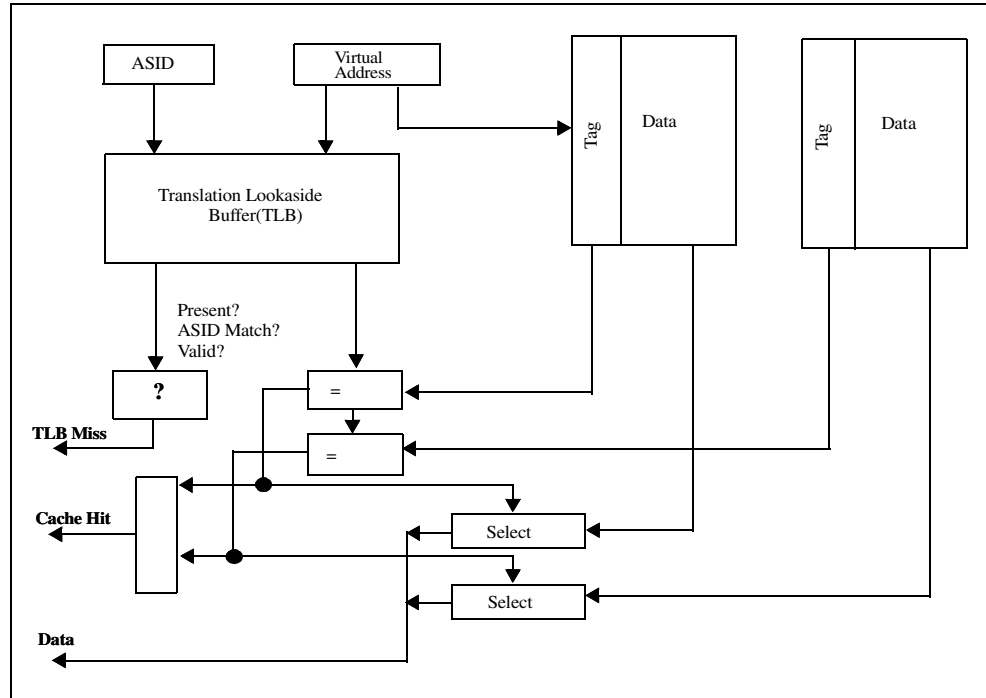 ASID
Virtual
Address
Tag
Data
Tag
Data
Translation Lookaside
Buffer(TLB)
Present?
ASID Match?
Valid?
?
=
TLB Miss
=
Cache Hit
Select
Select
Data